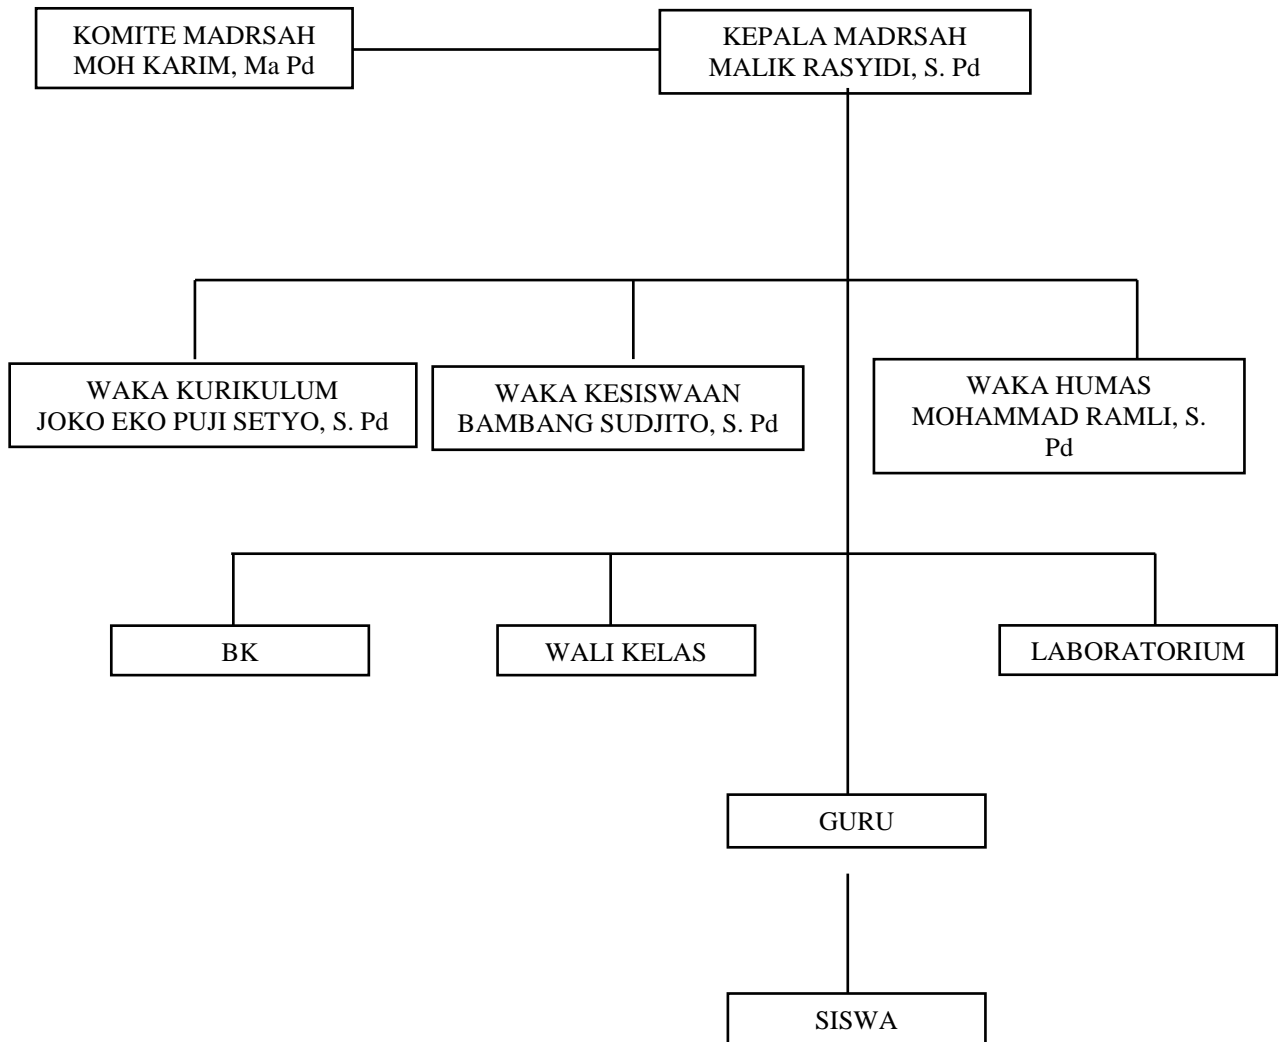 KOMITE MADRSAH
MOH KARIM, Ma Pd
KEPALA MADRSAH
MALIK RASYIDI, S. Pd
WAKA KURIKULUM
JOKO EKO PUJI SETYO, S. Pd
WAKA KESISWAAN
BAMBANG SUDJITO, S. Pd
WAKA HUMAS
MOHAMMAD RAMLI, S.
Pd
BK
WALI KELAS
LABORATORIUM
GURU
SISWA